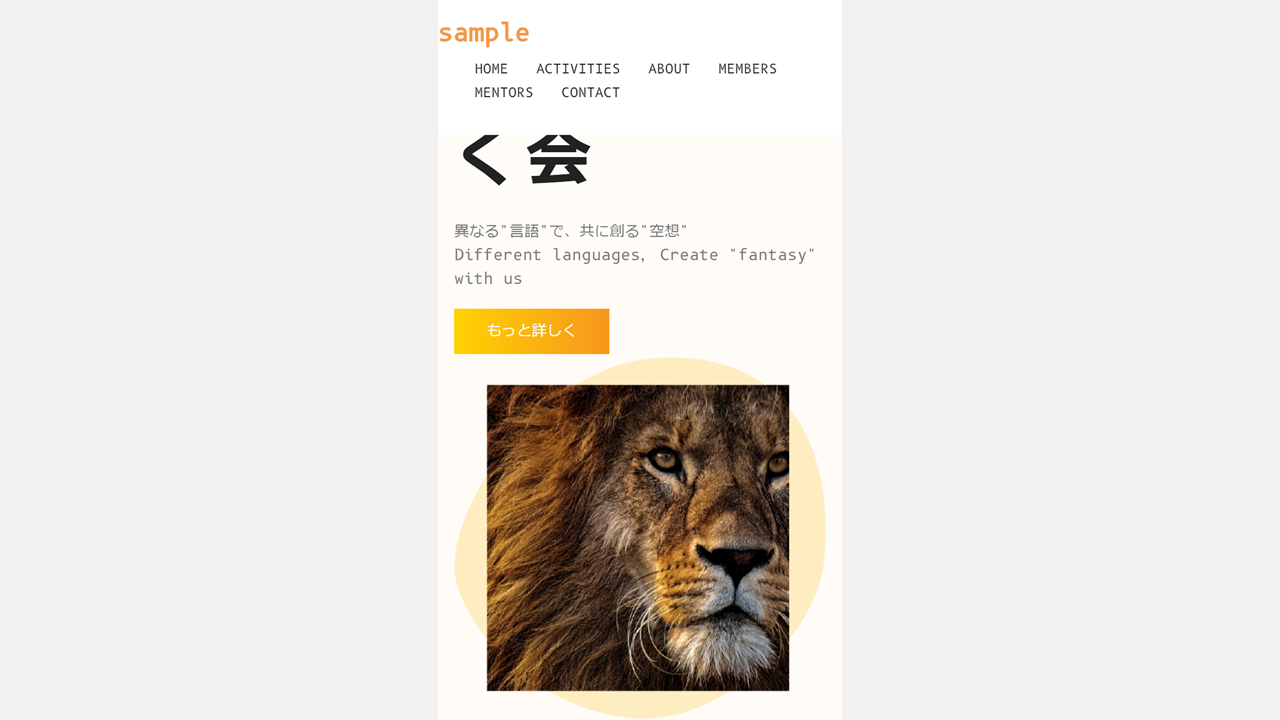 sample
HOME ACTIVITIES ABOUT MEMBERS
MENTORS CONTACT
く会
異なる"言語"で、共に創る"空想"
Different languages, Create "fantasy"
with us
もっと詳しく